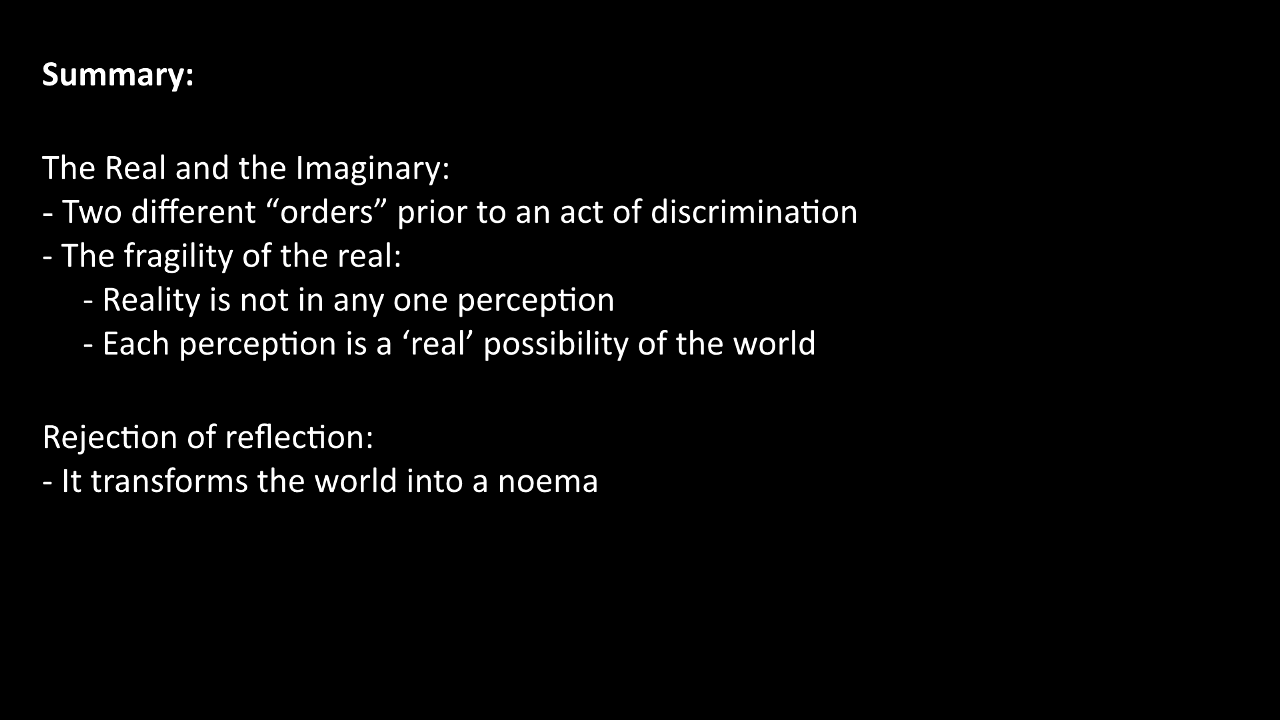 Summary:
The Real and the Imaginary:
- Two different “orders” prior to an act of discrimination
- The fragility of the real:
- Reality is not in any one perception
- Each perception is a ‘real’ possibility of the world
Rejection of reflection:
- It transforms the world into a noema